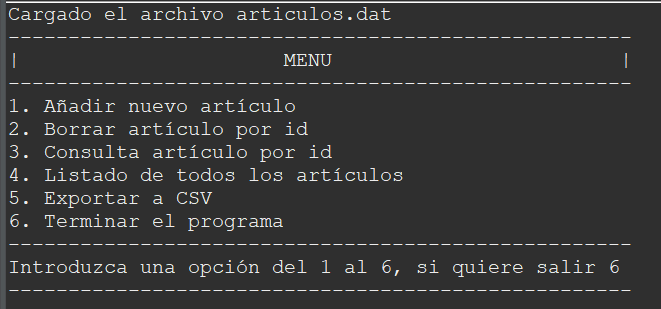 Cargado el archivo articulos.dat
----------------------------------------------------
|                      MENU                        |
----------------------------------------------------
1. Añadir nuevo artículo
2. Borrar artículo por id
3. Consulta artículo por id
4. Listado de todos los artículos
5. Exportar a CSV
6. Terminar el programa
----------------------------------------------------
Introduzca una opción del 1 al 6, si quiere salir 6
----------------------------------------------------